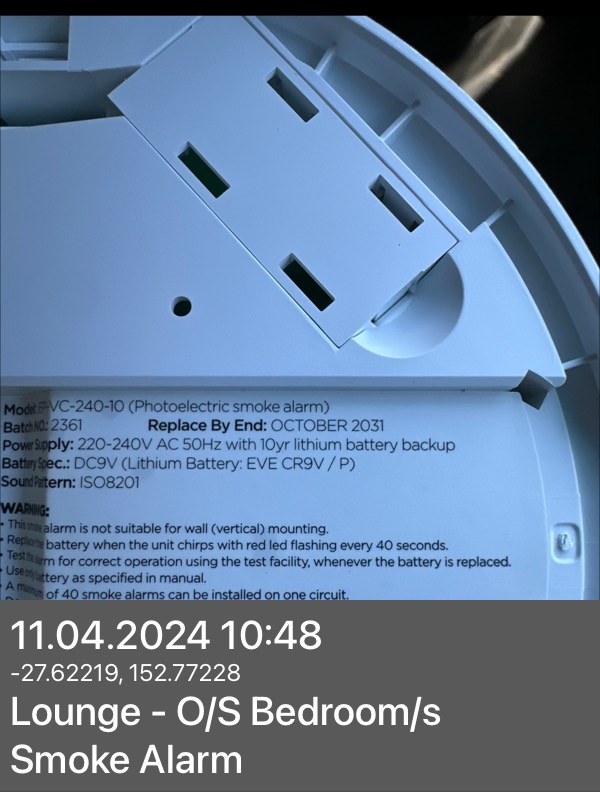 Model: VC-240-10 (Photoelectric smoke alarm)
Batch NO.: 2361 Replace By End: OCTOBER 2031
Power Supply: 220-240V AC 50Hz with 10yr lithium battery backup
Battery Spec.: DC9V (Lithium Battery: EVE CR9V / P)
Sound Pattern: ISO8201
WARNING:
• This smoke alarm is not suitable for wall (vertical) mounting.
• Replace battery when the unit chirps with red led flashing every 40 seconds.
• Test alarm for correct operation using the test facility, whenever the battery is replaced.
• Use battery as specified in manual.
• A of 40 smoke alarms can be installed on one circuit.
11.04.2024 10:48
-27.62219, 152.77228
Lounge - O/S Bedroom/s
Smoke Alarm